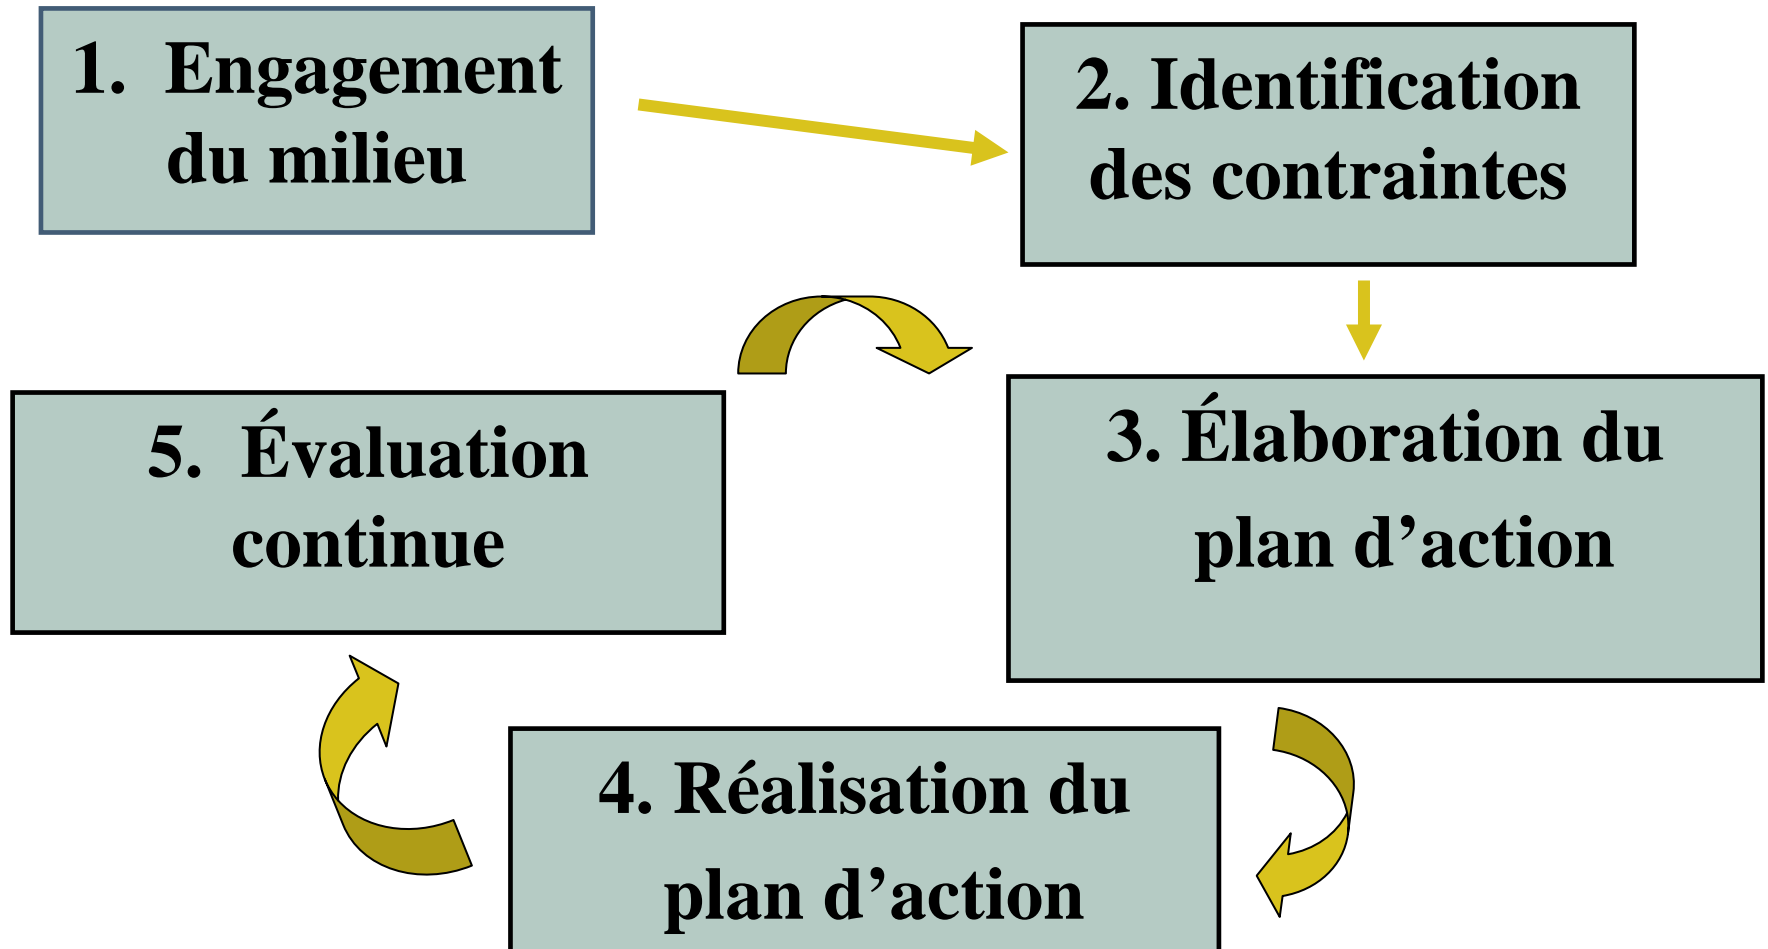 1. Engagement
du milieu
2. Identification
des contraintes
3. Élaboration du
plan d’action
4. Réalisation du
plan d’action
5. Évaluation
continue